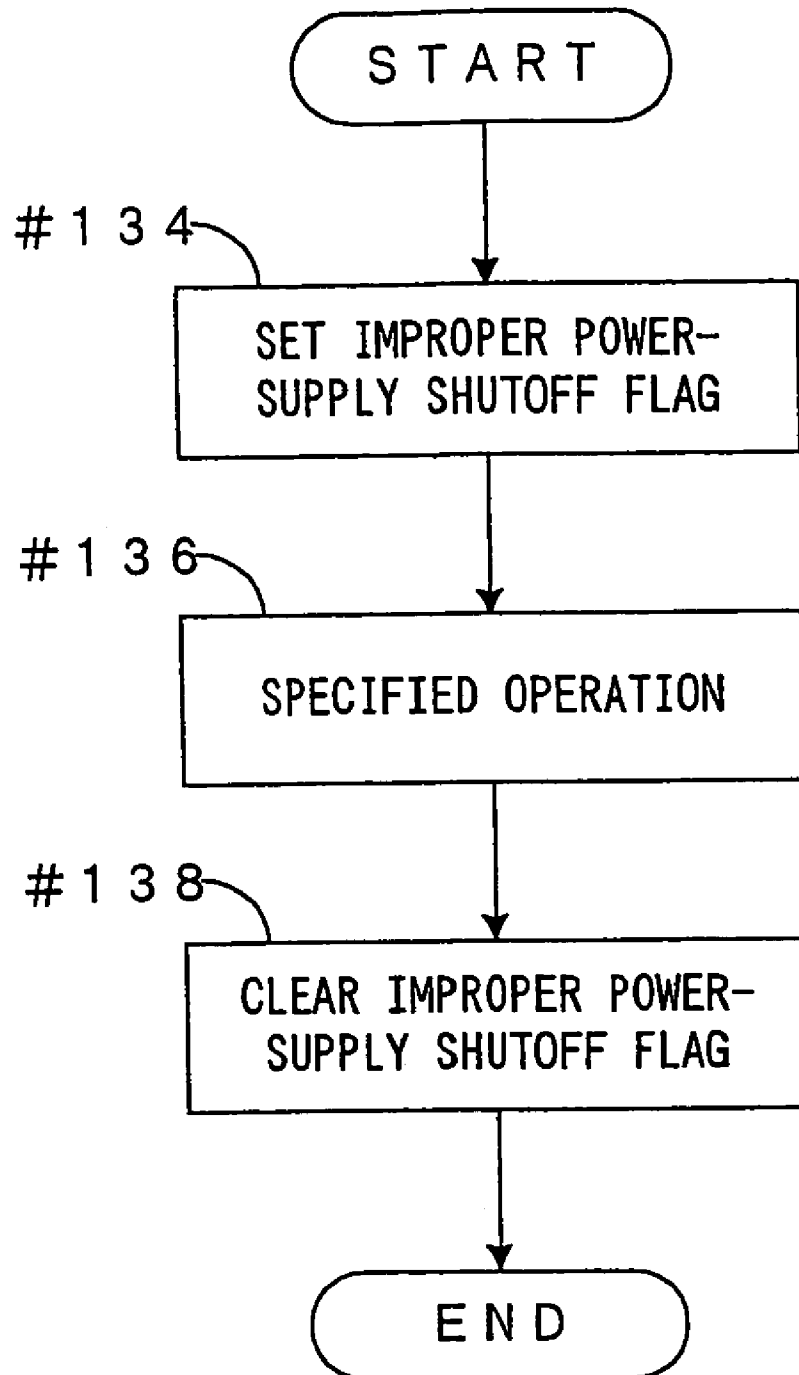 START
#134
SET IMPROPER POWER-
SUPPLY SHUTOFF FLAG
#136
SPECIFIED OPERATION
#138
CLEAR IMPROPER POWER-
SUPPLY SHUTOFF FLAG
END